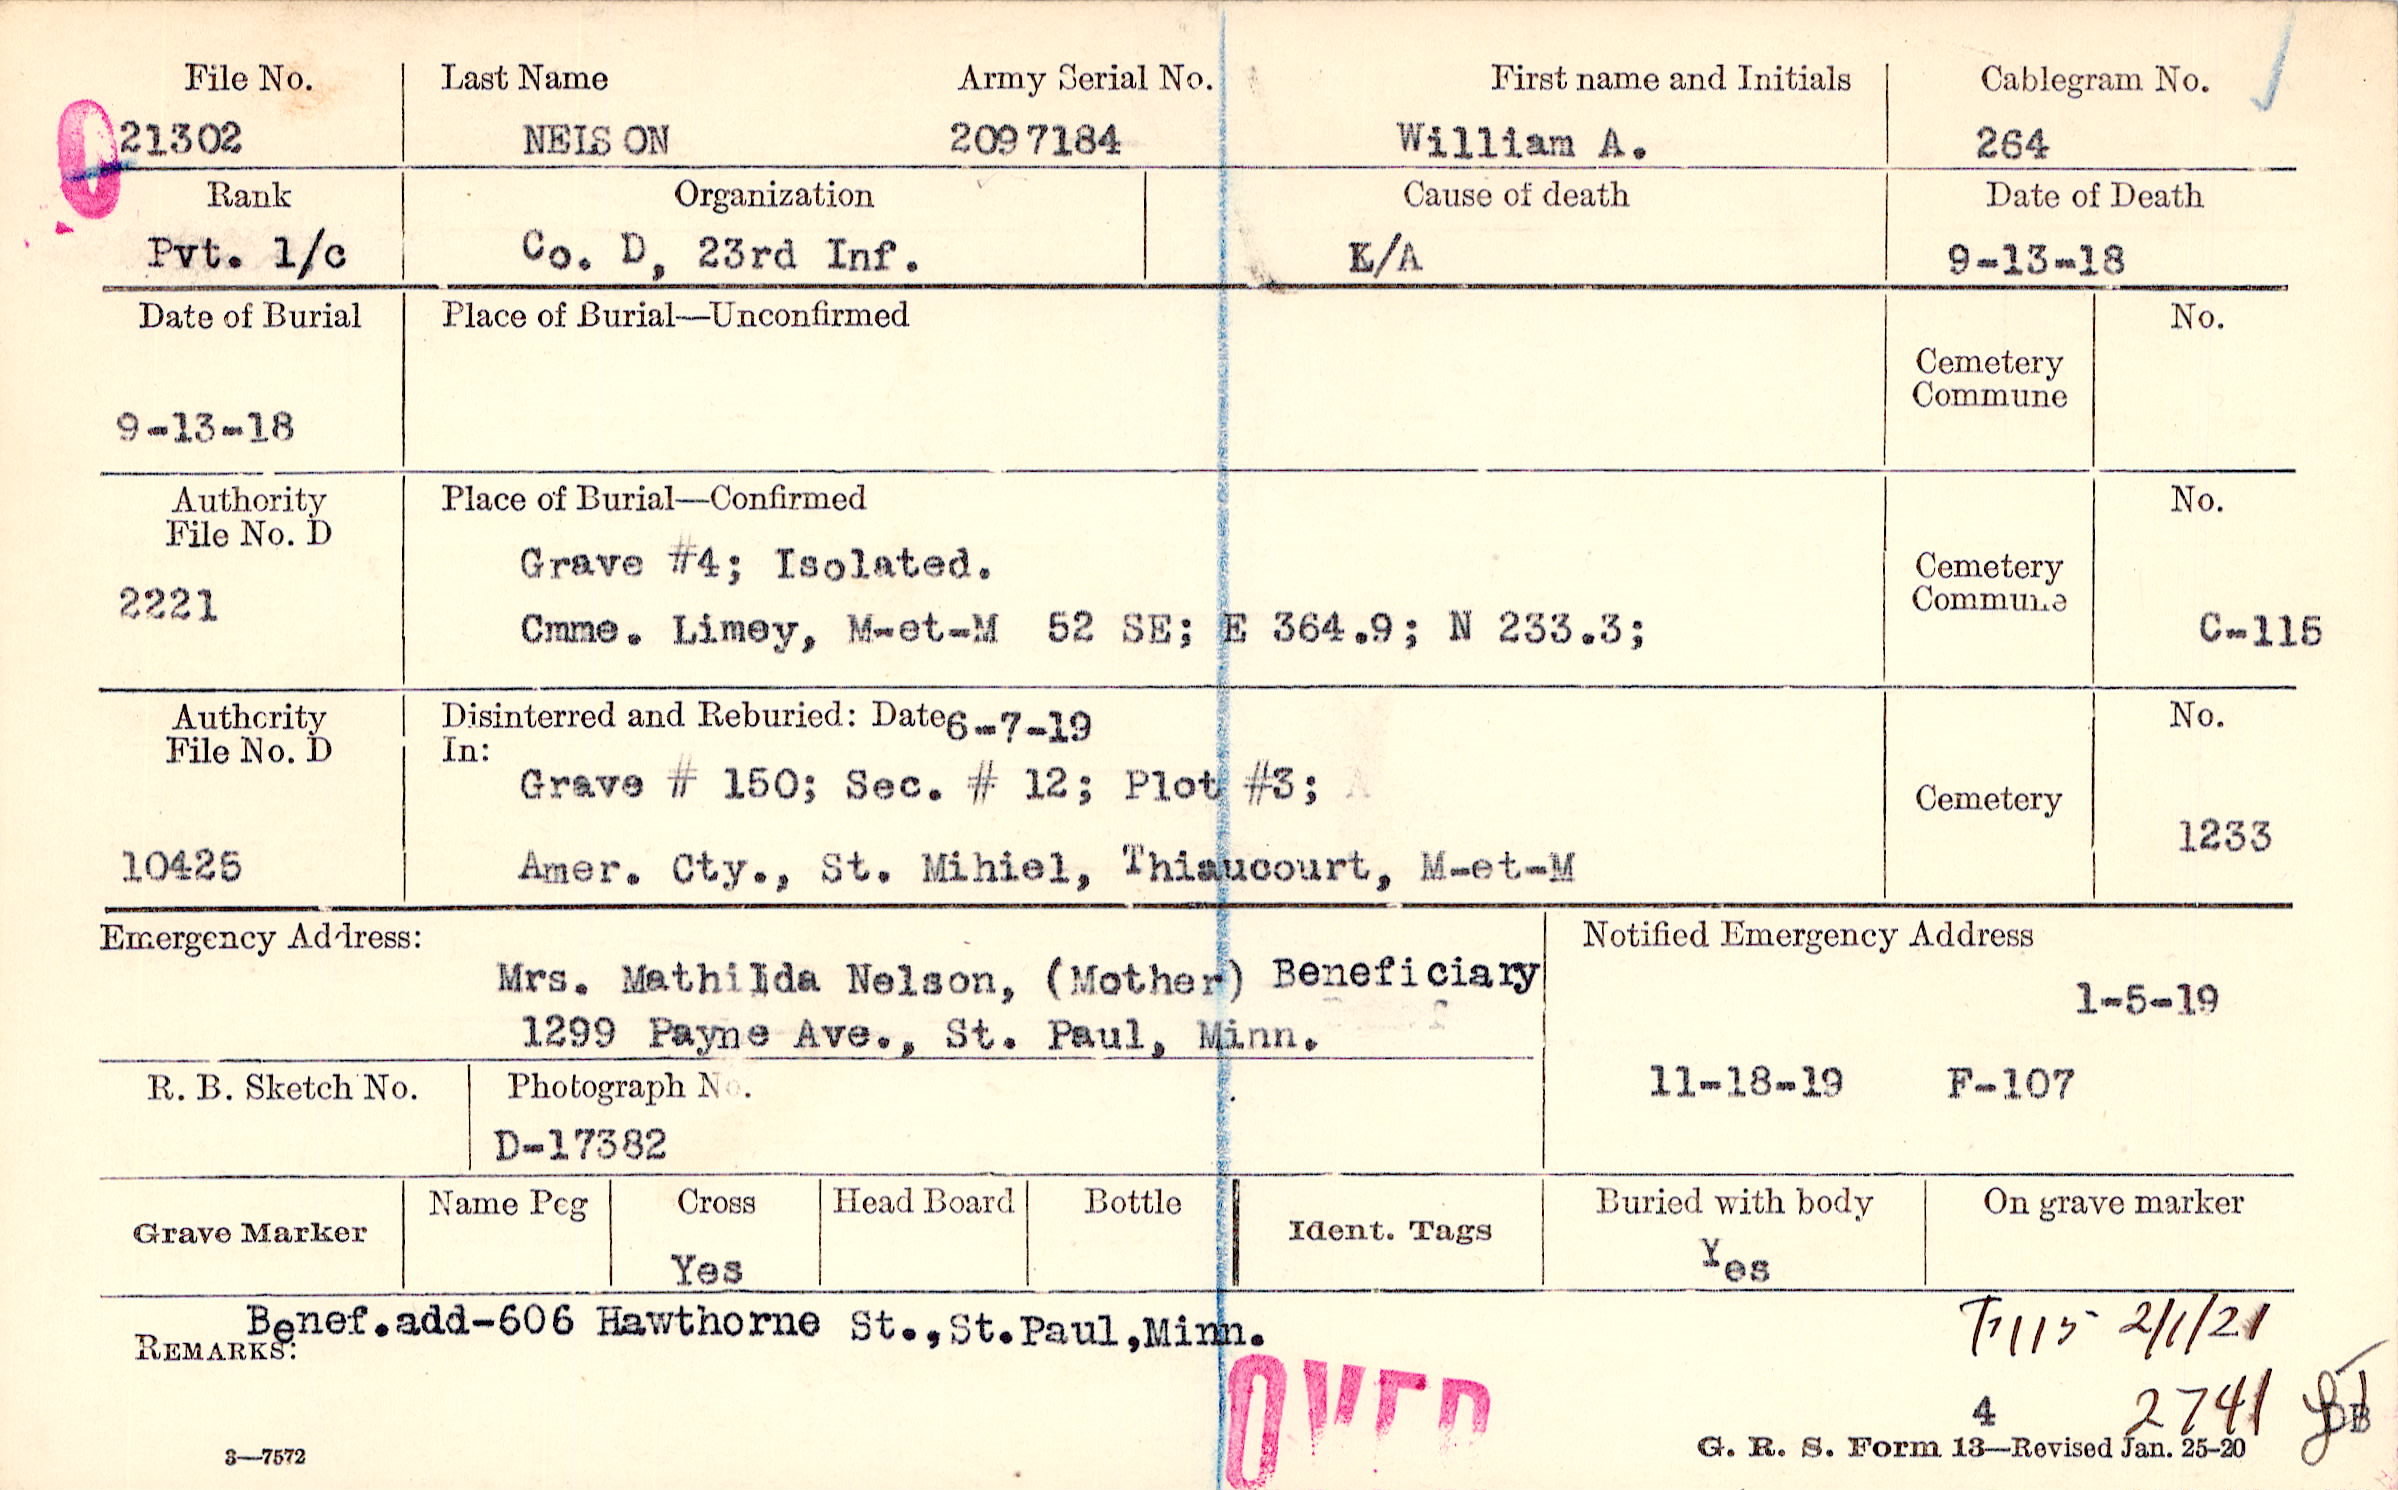 File No. Last Name Army Serial No. First name and Initials Cablegram No.
21302 NELSON 2097184 William A. 264
Rank Organization Cause of death Date of Death
Pvt. 1/c Co. D, 23rd Inf. K/A 9-13-18
Date of Burial Place of Burial—Unconfirmed No.
Cemetery
Commune
9-13-18
Authority Place of Burial—Confirmed No.
File No. D
Grave #4; Isolated. Cemetery
2221 Commune
Cmme. Limey, M-et-M 52 SE; E 364.9; N 233.3; C-115
Authority Disinterred and Reburied: Date 6-7-19 No.
File No. D In:
Grave # 150; Sec. # 12; Plot #3; Cemetery
1233
10425 Amer. Cty., St. Mihiel, Thiaucourt, M-et-M
Emergency Address: Notified Emergency Address
Mrs. Mathilda Nelson, (Mother) Beneficiary
1-5-19
1299 Payne Ave., St. Paul, Minn.
R. B. Sketch No. Photograph No. 11-18-19 F-107
D-17382
Grave Marker Name Peg Cross Head Board Bottle Ident. Tags Buried with body On grave marker
Yes Yes
Benef.add-606 Hawthorne St.,St.Paul,Minn. 2/1/21
REMARKS:
OVER
4 2741
3—7572 G. R. S. Form 13—Revised Jan. 25-20